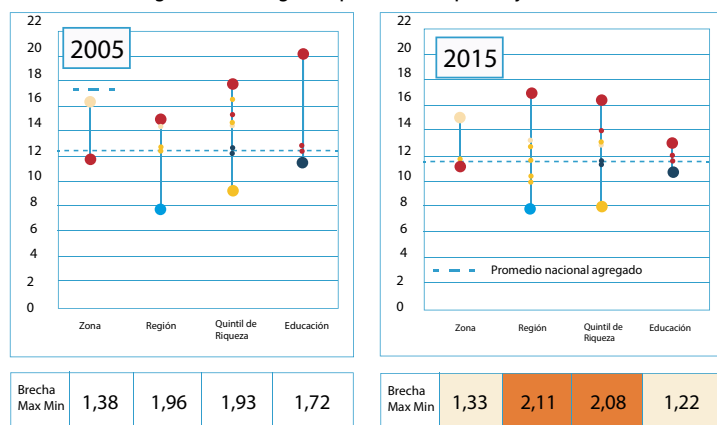 22
20
18
16
14
12
10
8
6
4
2
0
2005
Zona
Región
Quintil de
Riqueza
Educación
Brecha
Max Min
1,38
1,96
1,93
1,72
22
20
18
16
14
12
10
8
6
4
2
0
2015
Promedio nacional agregado
Zona
Región
Quintil de
Riqueza
Educación
Brecha
Max Min
1,33
2,11
2,08
1,22